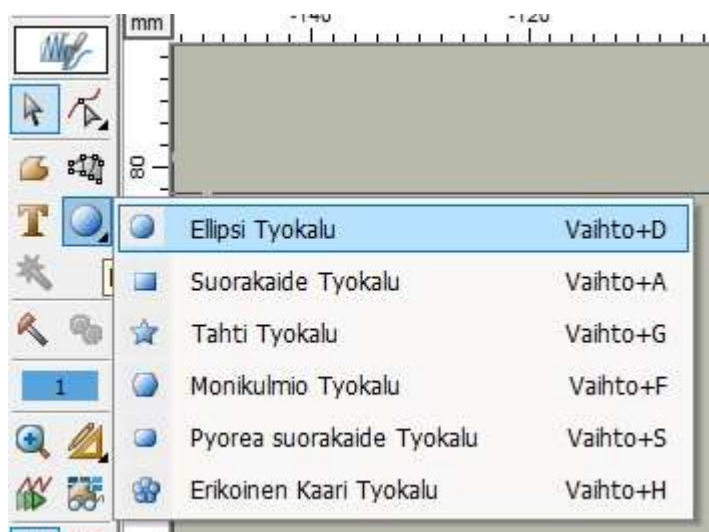 mm
-140 -120
80
T
Ellipsi Tyokalu Vaihto+D
Suorakaide Tyokalu Vaihto+A
Tahti Tyokalu Vaihto+G
Monikulmio Tyokalu Vaihto+F
1
Pyorea suorakaide Tyokalu Vaihto+S
Erikoinen Kaari Tyokalu Vaihto+H